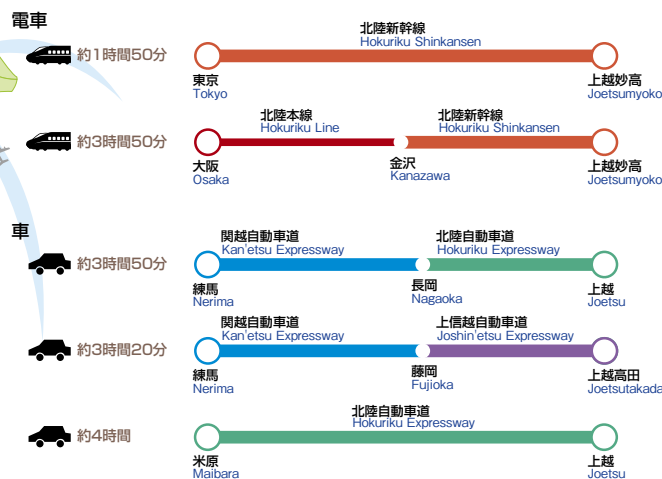 電車
約1時間50分
北陸新幹線
Hokuriku Shinkansen
東京
Tokyo
上越妙高
Joetsumyoko
約3時間50分
北陸本線
Hokuriku Line
北陸新幹線
Hokuriku Shinkansen
大阪
Osaka
金沢
Kanazawa
上越妙高
Joetsumyoko
車
約3時間50分
関越自動車道
Kan'etsu Expressway
北陸自動車道
Hokuriku Expressway
練馬
Nerima
長岡
Nagaoka
上越
Joetsu
約3時間20分
関越自動車道
Kan'etsu Expressway
上信越自動車道
Joshin'etsu Expressway
練馬
Nerima
藤岡
Fujioka
上越高田
Joetsutakada
約4時間
北陸自動車道
Hokuriku Expressway
米原
Maibara
上越
Joetsu